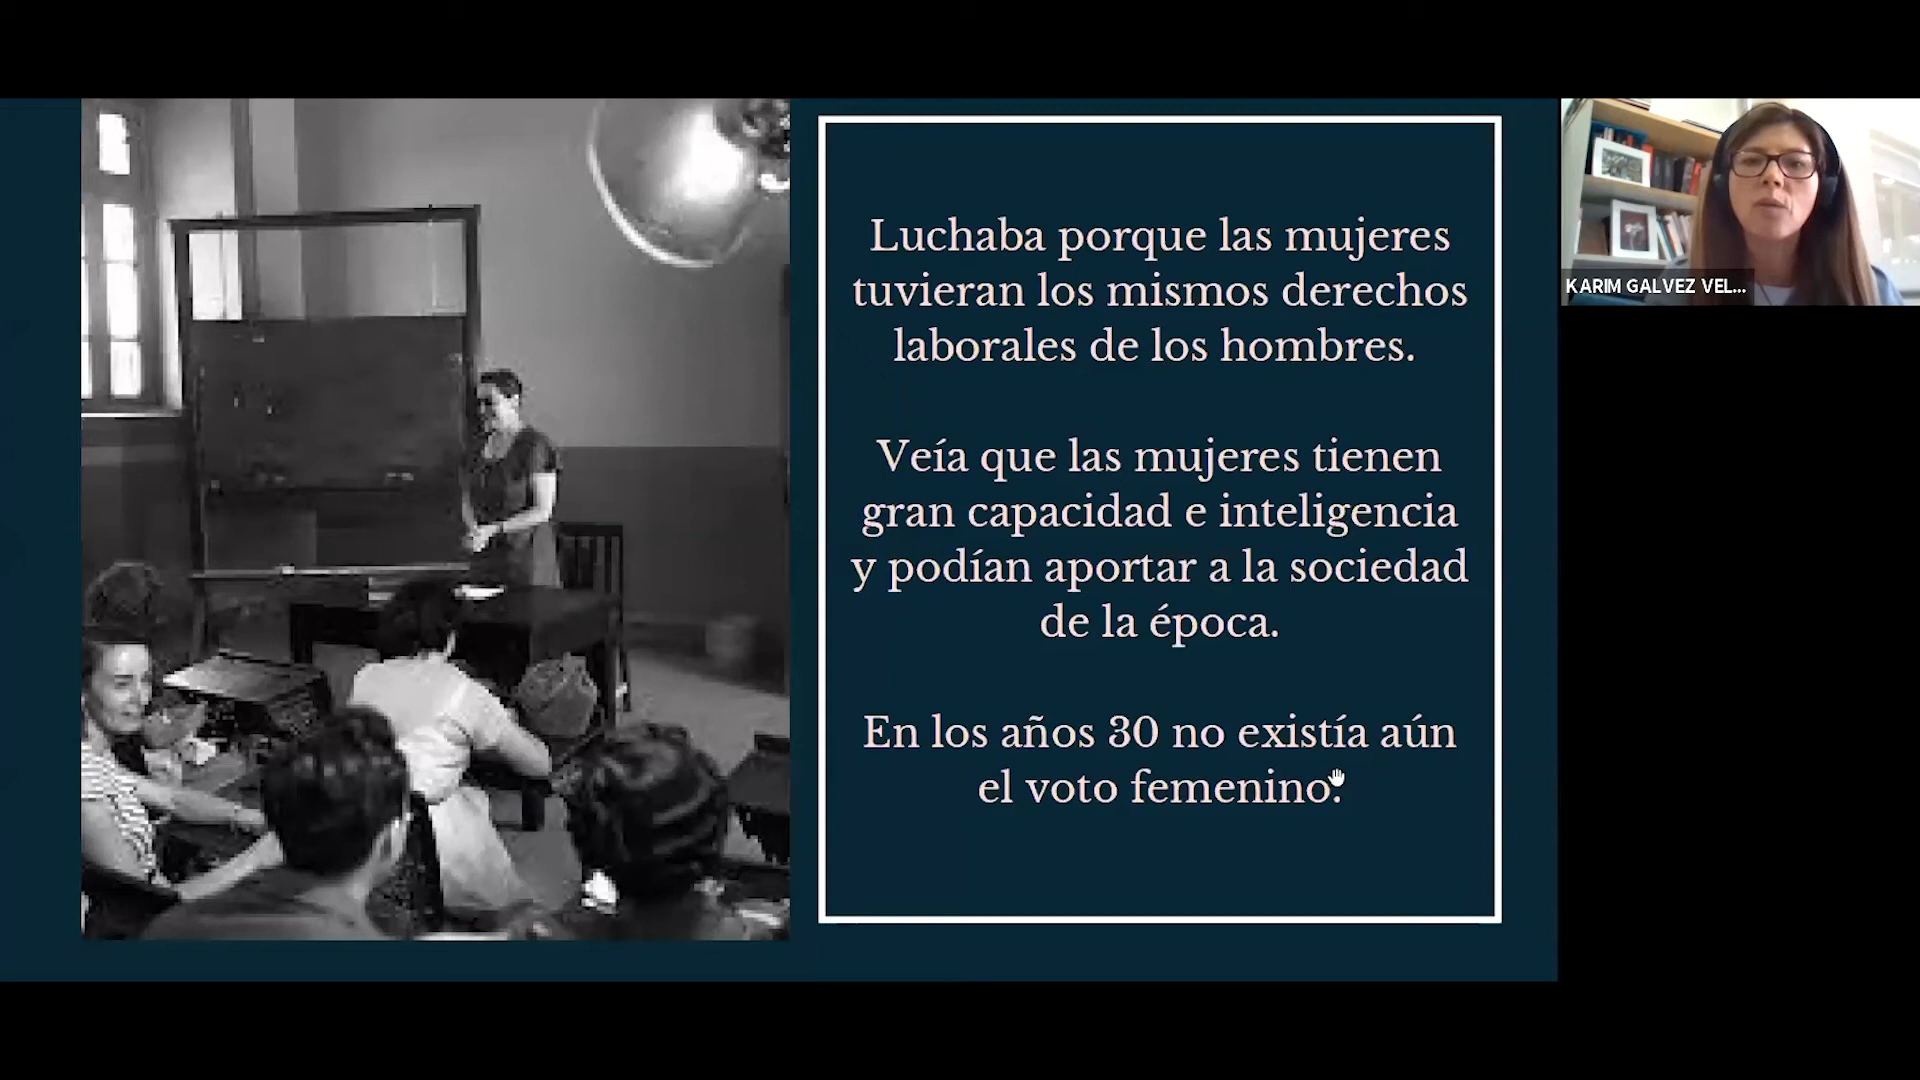 Luchaba porque las mujeres
tuvieran los mismos derechos
laborales de los hombres.
Veía que las mujeres tienen
gran capacidad e inteligencia
y podían aportar a la sociedad
de la época.
En los años 30 no existía aún
el voto femenino.
KARIM GALVEZ VEL...